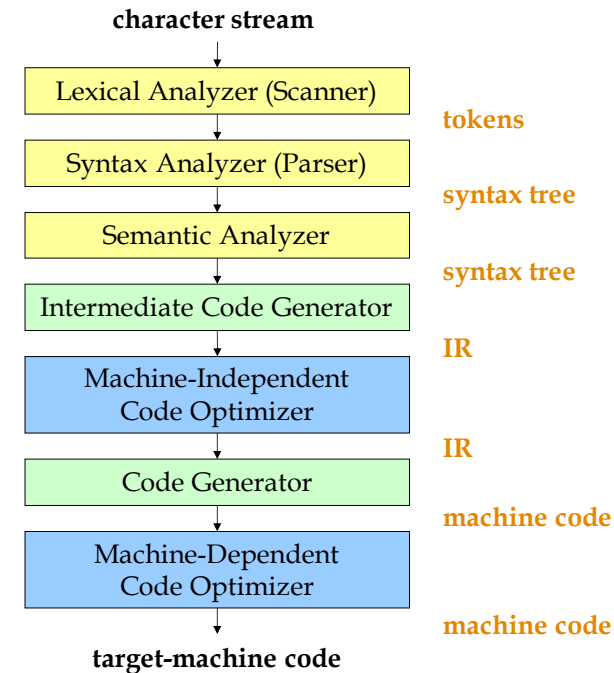 character stream
Lexical Analyzer (Scanner)
tokens
Syntax Analyzer (Parser)
syntax tree
Semantic Analyzer
syntax tree
Intermediate Code Generator
IR
Machine-Independent
Code Optimizer
IR
Code Generator
machine code
Machine-Dependent
Code Optimizer
machine code
target-machine code